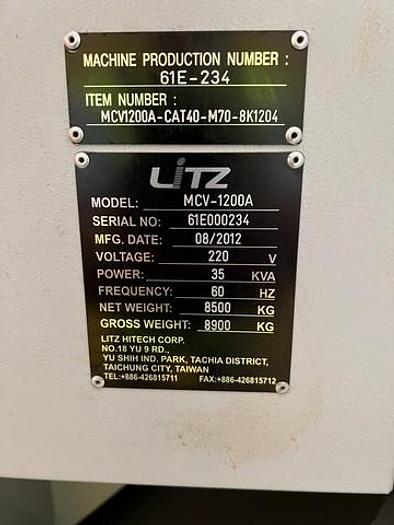 MACHINE PRODUCTION NUMBER :
61E-234
ITEM NUMBER :
MCV1200A-CAT40-M70-8K1204
LiTZ
MODEL: MCV-1200A
SERIAL NO: 61E000234
MFG. DATE: 08/2012
VOLTAGE: 220 V
POWER: 35 KVA
FREQUENCY: 60 HZ
NET WEIGHT: 8500 KG
GROSS WEIGHT: 8900 KG
LITZ HITECH CORP.
NO.18 YU 9 RD.,
YU SHIH IND. PARK, TACHIA DISTRICT,
TAICHUNG CITY, TAIWAN
TEL:+886-426815711 FAX:+886-426815712